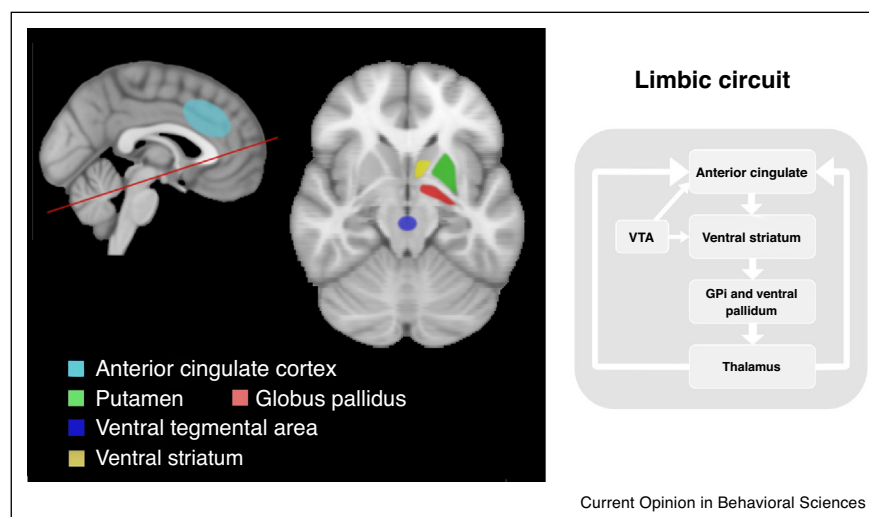 Limbic circuit
Anterior cingulate
VTA
Ventral striatum
GPi and ventral
pallidum
Thalamus
Anterior cingulate cortex
Putamen
Globus pallidus
Ventral tegmental area
Ventral striatum
Current Opinion in Behavioral Sciences